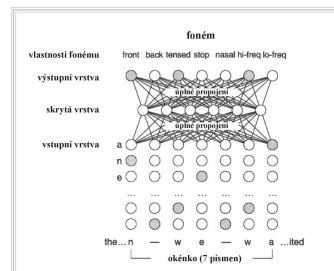 foném
vlastnosti fonému front back tensed stop nasal hi-freq lo-freq
výstupní vrstva
úplné propojení
skrytá vrstva
úplné propojení
vstupní vrstva a
n
e
... ... ... ... ... ... ...
the... n — w e — w a ...ited
okénko (7 písmen)